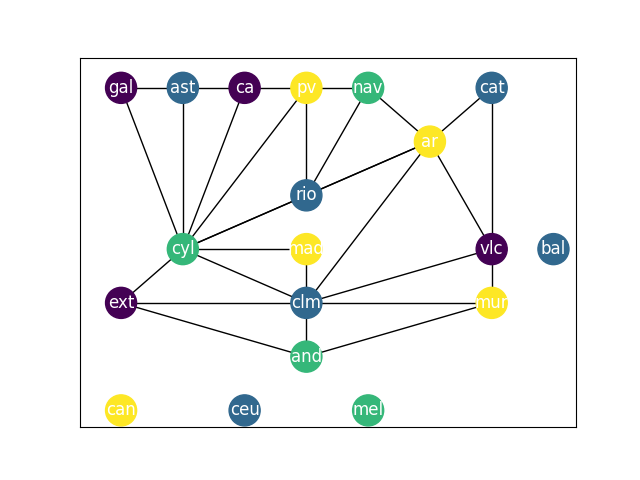 gal ast ca pv nav cat
ar
rio
cyl mad vlc bal
ext clm mur
and
can ceu mel